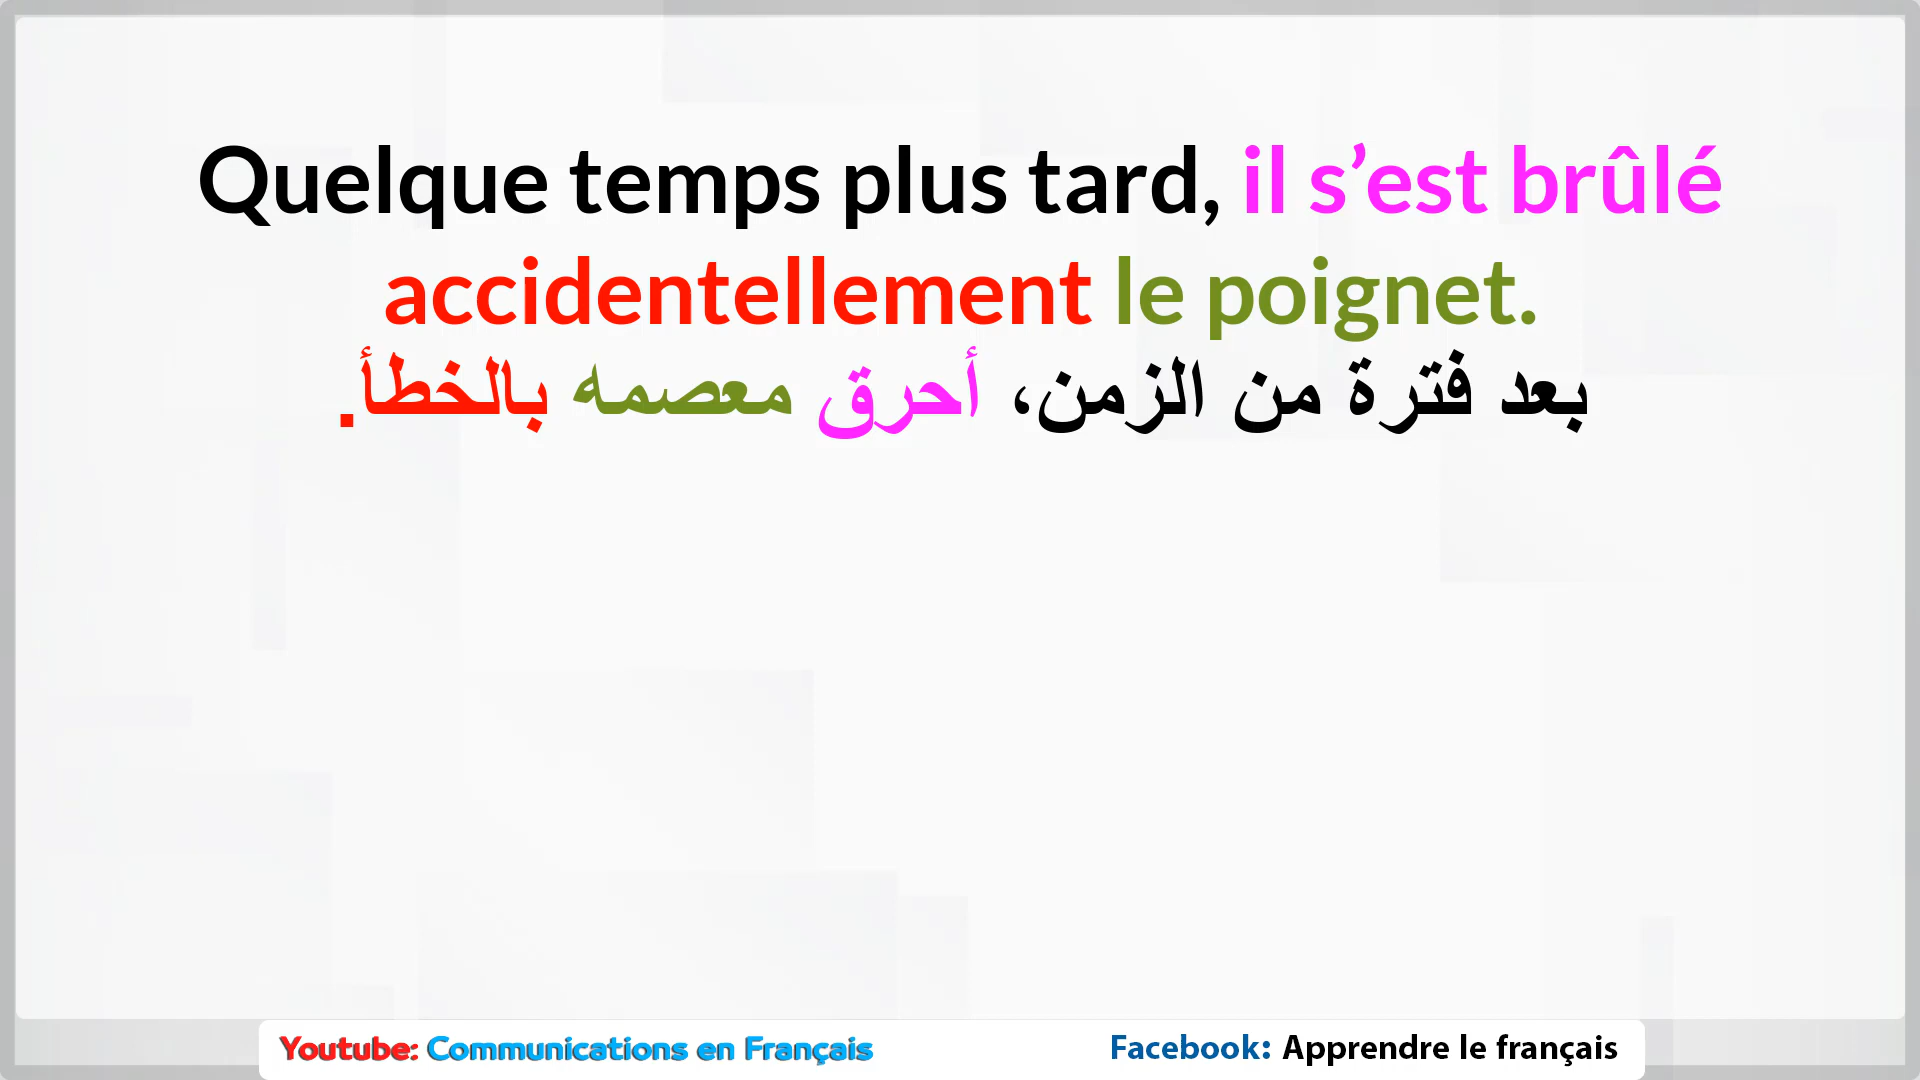 Quelque temps plus tard, il s’est brûlé
accidentellement le poignet.
بعد فترة من الزمن، أحرق معصمه بالخطأ.
Youtube: Communications en Français
Facebook: Apprendre le français